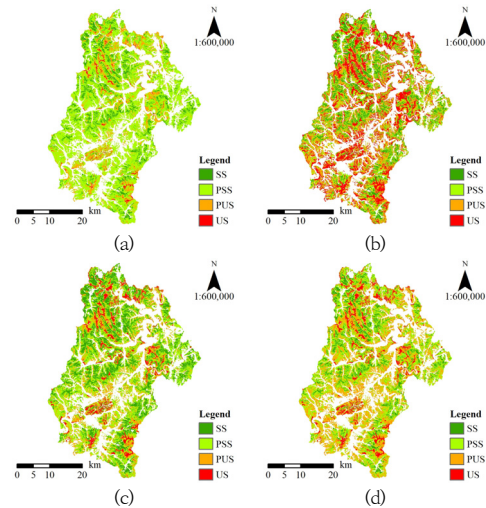 N
1:600,000
Legend
SS
PSS
PUS
US
km
0 5 10 20
(a)
N
1:600,000
Legend
SS
PSS
PUS
US
km
0 5 10 20
(b)
N
1:600,000
Legend
SS
PSS
PUS
US
km
0 5 10 20
(c)
N
1:600,000
Legend
SS
PSS
PUS
US
km
0 5 10 20
(d)